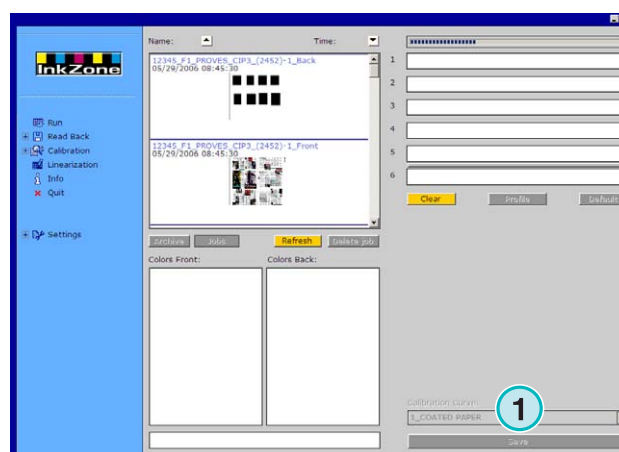 Name: Time:
InkZone
12345_F1_PROVES_CIP3_(2452)-1_Back
05/29/2006 08:45:30
12345_F1_PROVES_CIP3_(2452)-1_Front
05/29/2006 08:45:30
Run
Read Back
Calibration
Linearization
Info
Quit
Settings
Archive Jobs Refresh Delete job
Colors Front: Colors Back:
1
2
3
4
5
6
Clear Profile Default
Calibration Curve
1_COATED PAPER
1
Save